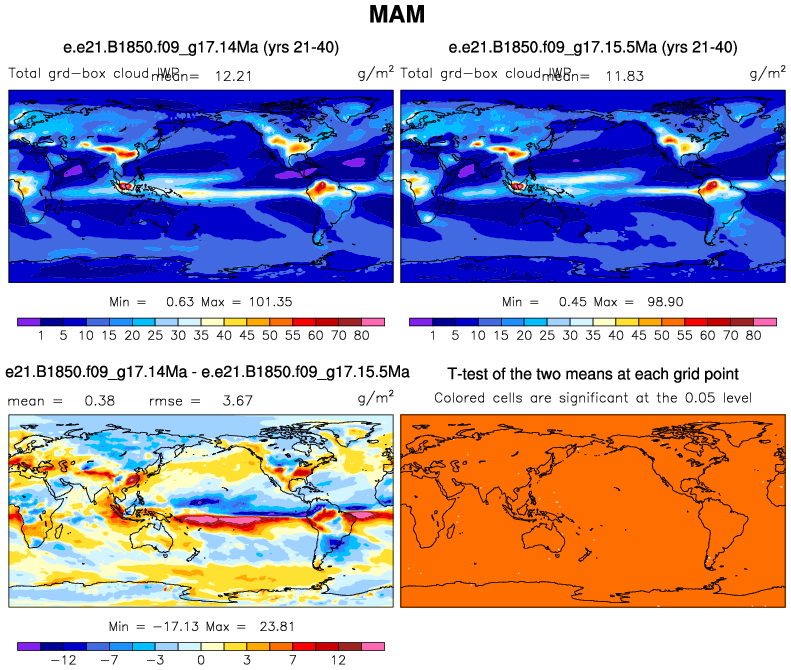 MAM
e.e21.B1850.f09_g17.14Ma (yrs 21-40)
Total grd-box cloud IWP mean= 12.21 g/m²
Min = 0.63 Max = 101.35
1 5 10 15 20 25 30 35 40 45 50 55 60 70 80
e.e21.B1850.f09_g17.15.5Ma (yrs 21-40)
Total grd-box cloud IWP mean= 11.83 g/m²
Min = 0.45 Max = 98.90
1 5 10 15 20 25 30 35 40 45 50 55 60 70 80
e21.B1850.f09_g17.14Ma - e.e21.B1850.f09_g17.15.5Ma
mean = 0.38 rmse = 3.67 g/m²
Min = -17.13 Max = 23.81
-12 -7 -3 0 3 7 12
T-test of the two means at each grid point
Colored cells are significant at the 0.05 level